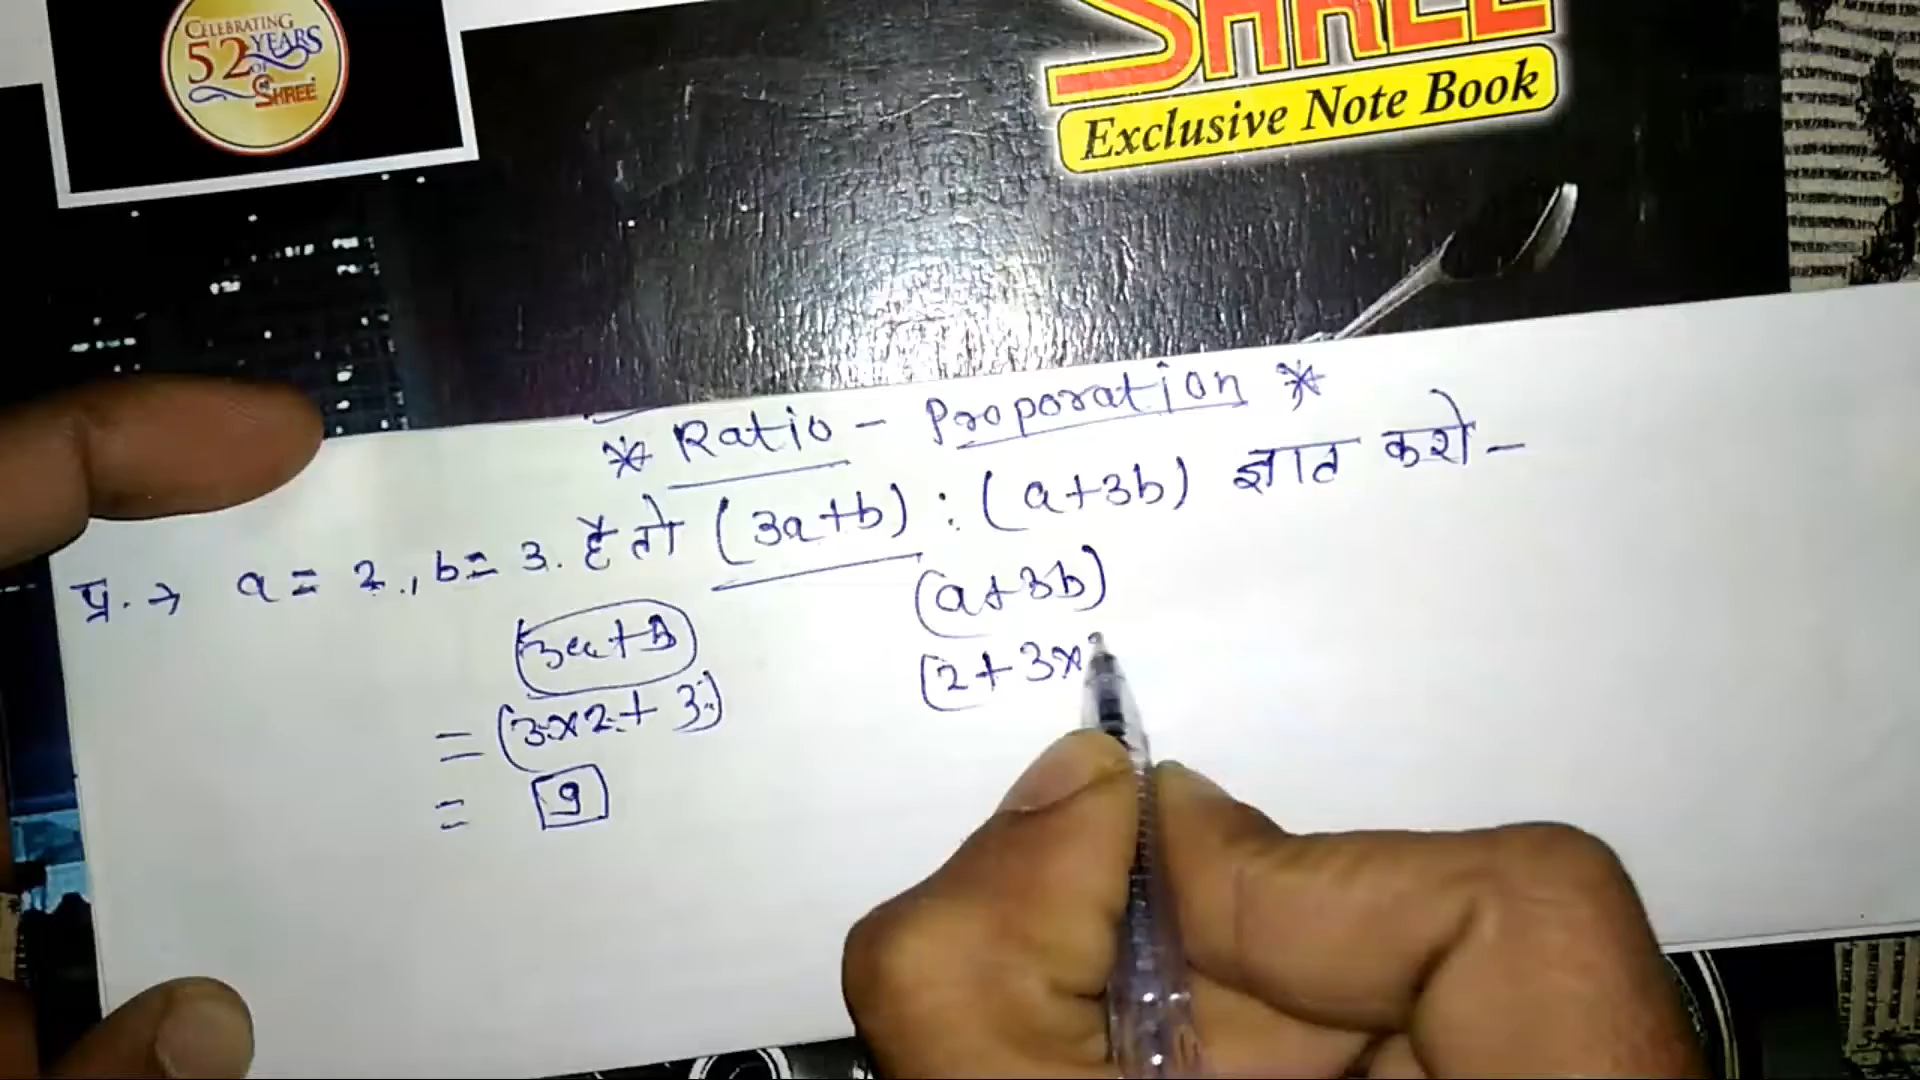 CELEBRATING
52 YEARS
OF
SHREE
SHREE
Exclusive Note Book
* Ratio - Proporation *
प्र. → a = 2., b = 3. है तो (3a+b) : (a+3b) ज्ञात करो -
(3a+b) (a+3b)
= (3×2+3) (2+3×
= 9